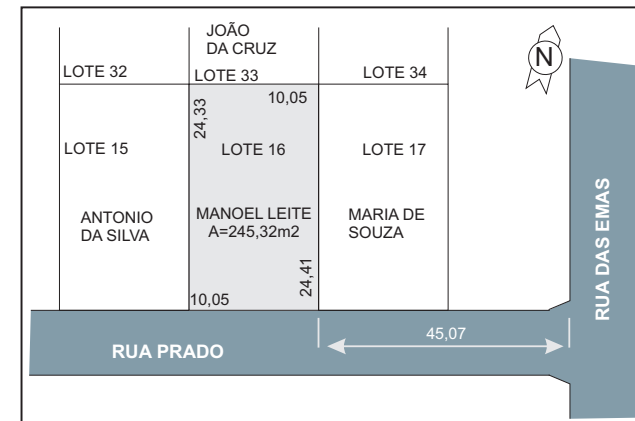 JOÃO
DA CRUZ
LOTE 32
LOTE 33
LOTE 34
N
10,05
24,33
LOTE 15
LOTE 16
LOTE 17
ANTONIO
DA SILVA
MANOEL LEITE
A=245,32m2
MARIA DE
SOUZA
RUA DAS EMAS
24,41
10,05
45,07
RUA PRADO